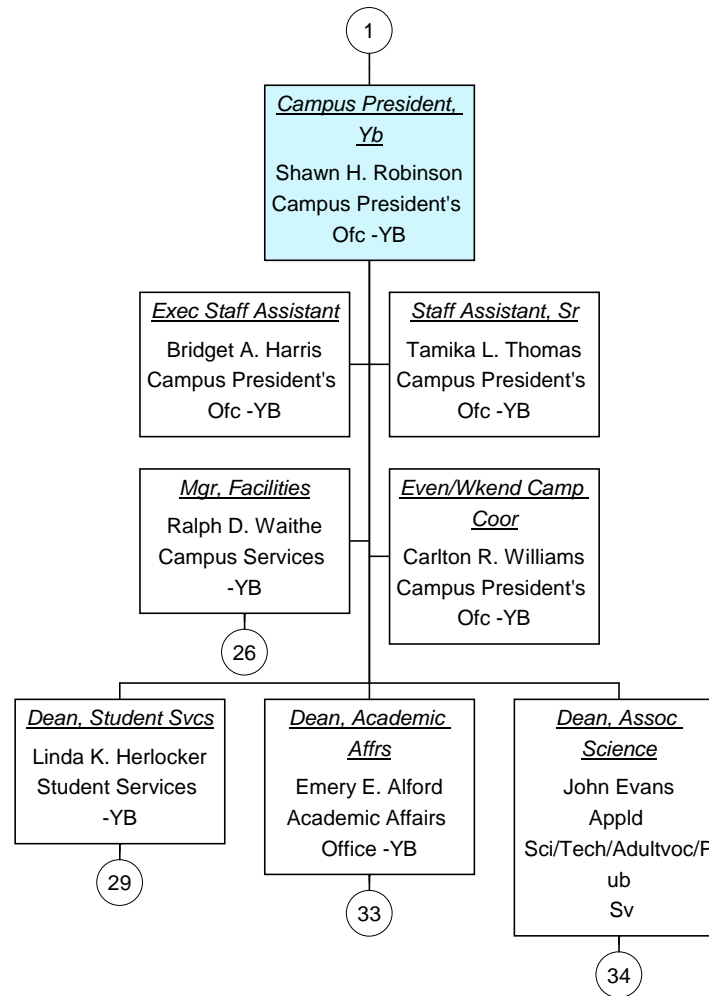 1
Campus President,
Yb
Shawn H. Robinson
Campus President's
Ofc -YB
Exec Staff Assistant
Bridget A. Harris
Campus President's
Ofc -YB
Staff Assistant, Sr
Tamika L. Thomas
Campus President's
Ofc -YB
Mgr, Facilities
Ralph D. Waithe
Campus Services
-YB
26
Even/Wkend Camp
Coor
Carlton R. Williams
Campus President's
Ofc -YB
Dean, Student Svcs
Linda K. Herlocker
Student Services
-YB
29
Dean, Academic
Affrs
Emery E. Alford
Academic Affairs
Office -YB
33
Dean, Assoc
Science
John Evans
Appld
Sci/Tech/Adultvoc/P
ub
Sv
34